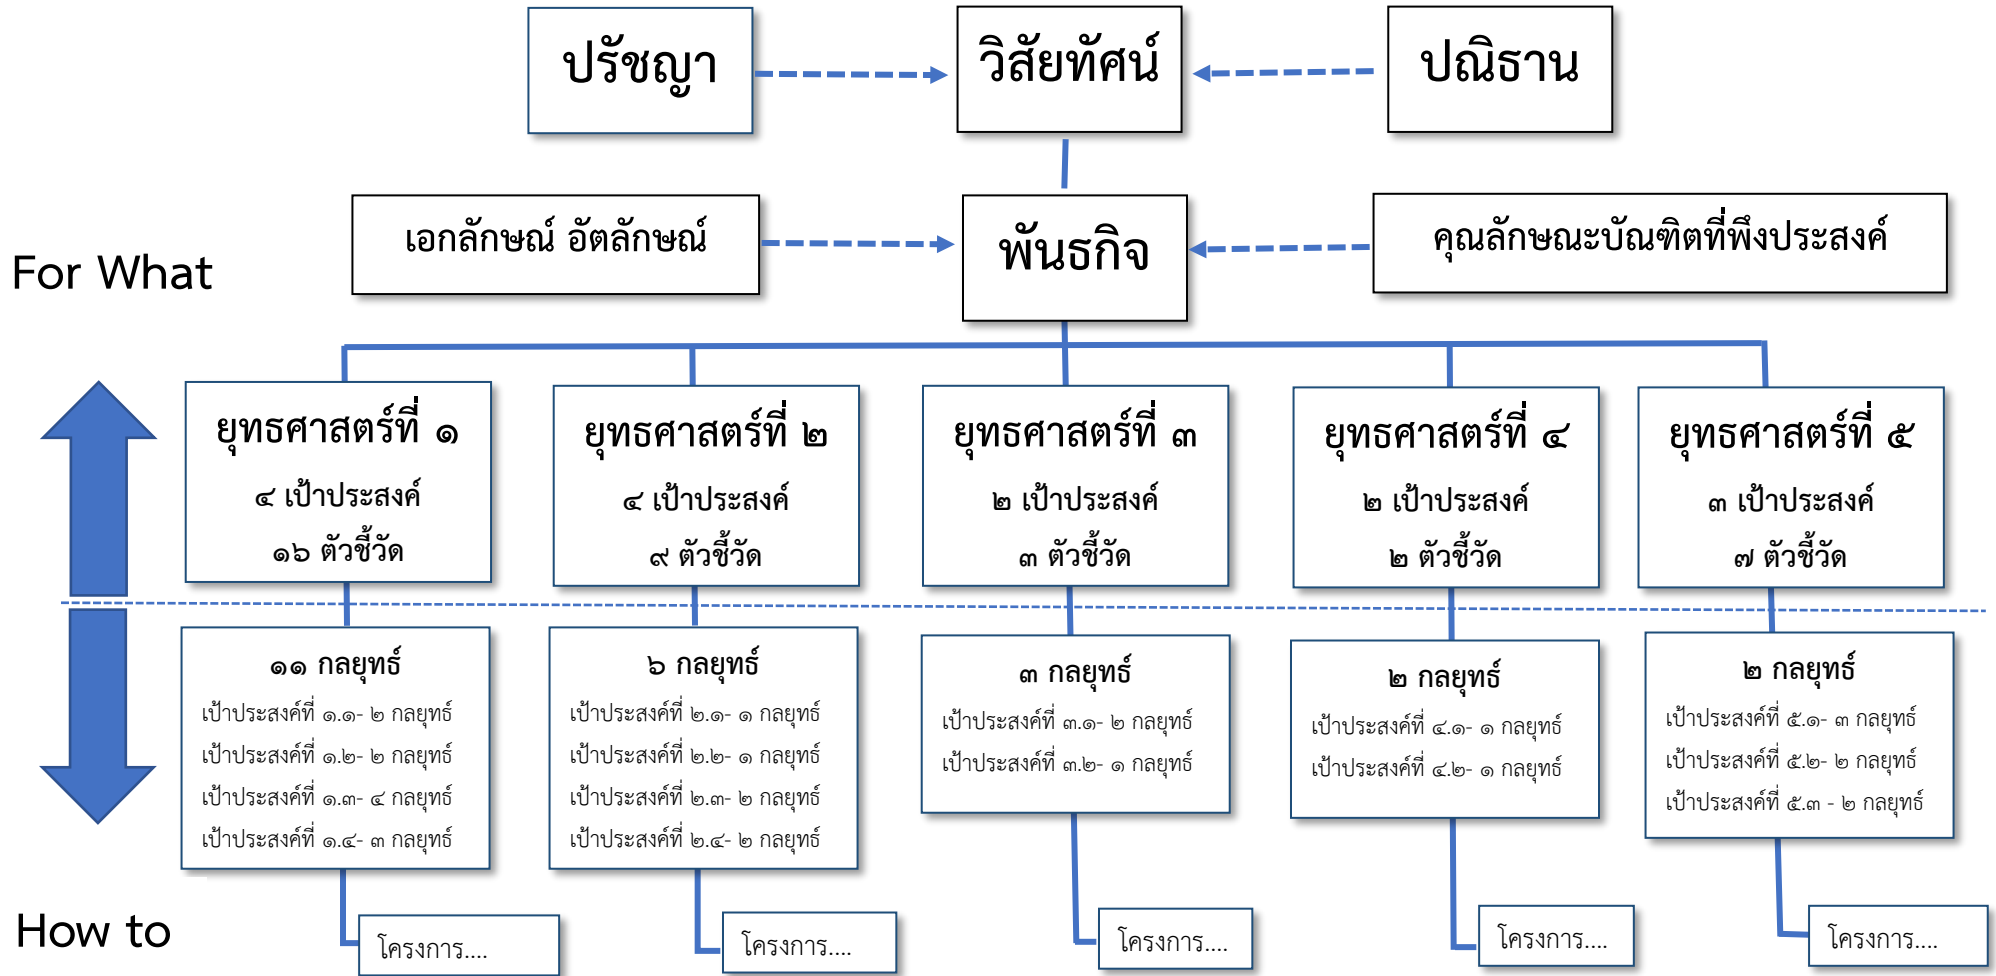 ปรัชญา
วิสัยทัศน์
ปณิธาน
เอกลักษณ์ อัตลักษณ์
พันธกิจ
คุณลักษณะบัณฑิตที่พึงประสงค์
For What
ยุทธศาสตร์ที่ ๑
๔ เป้าประสงค์
๑๖ ตัวชี้วัด
ยุทธศาสตร์ที่ ๒
๔ เป้าประสงค์
๙ ตัวชี้วัด
ยุทธศาสตร์ที่ ๓
๒ เป้าประสงค์
๓ ตัวชี้วัด
ยุทธศาสตร์ที่ ๔
๒ เป้าประสงค์
๒ ตัวชี้วัด
ยุทธศาสตร์ที่ ๕
๓ เป้าประสงค์
๗ ตัวชี้วัด
๑๑ กลยุทธ์
เป้าประสงค์ที่ ๑.๑- ๒ กลยุทธ์
เป้าประสงค์ที่ ๑.๒- ๒ กลยุทธ์
เป้าประสงค์ที่ ๑.๓- ๔ กลยุทธ์
เป้าประสงค์ที่ ๑.๔- ๓ กลยุทธ์
๖ กลยุทธ์
เป้าประสงค์ที่ ๒.๑- ๑ กลยุทธ์
เป้าประสงค์ที่ ๒.๒- ๑ กลยุทธ์
เป้าประสงค์ที่ ๒.๓- ๒ กลยุทธ์
เป้าประสงค์ที่ ๒.๔- ๒ กลยุทธ์
๓ กลยุทธ์
เป้าประสงค์ที่ ๓.๑- ๒ กลยุทธ์
เป้าประสงค์ที่ ๓.๒- ๑ กลยุทธ์
๒ กลยุทธ์
เป้าประสงค์ที่ ๔.๑- ๑ กลยุทธ์
เป้าประสงค์ที่ ๔.๒- ๑ กลยุทธ์
๒ กลยุทธ์
เป้าประสงค์ที่ ๕.๑- ๓ กลยุทธ์
เป้าประสงค์ที่ ๕.๒- ๒ กลยุทธ์
เป้าประสงค์ที่ ๕.๓ - ๒ กลยุทธ์
How to
โครงการ....
โครงการ....
โครงการ....
โครงการ....
โครงการ....